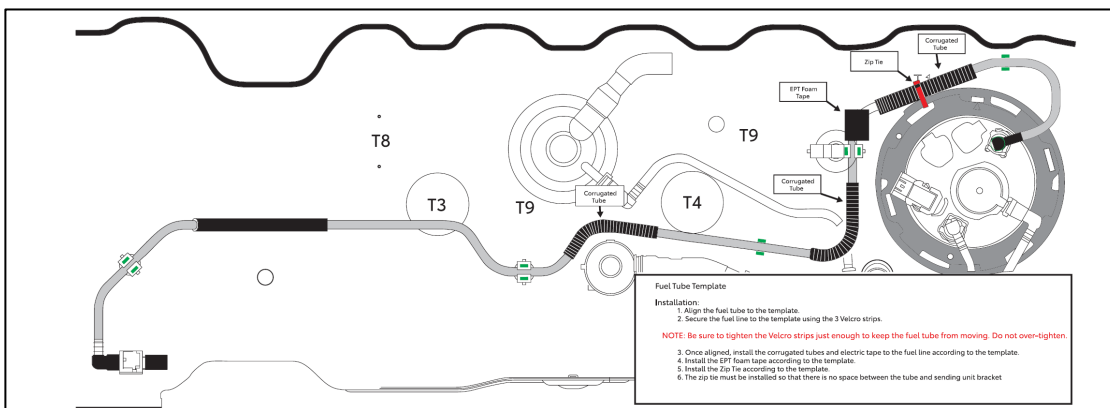 Corrugated
Tube
Zip Tie
EPT Foam
Tape
T8
T9
T3
T9
Corrugated
Tube
T4
Corrugated
Tube
Fuel Tube Template
Installation:
1. Align the fuel tube to the template.
2. Secure the fuel line to the template using the 3 Velcro strips.
NOTE: Be sure to tighten the Velcro strips just enough to keep the fuel tube from moving. Do not over-tighten.
3. Once aligned, install the corrugated tubes and electric tape to the fuel line according to the template.
4. Install the EPT foam tape according to the template.
5. Install the Zip Tie according to the template.
6. The zip tie must be installed so that there is no space between the tube and sending unit bracket